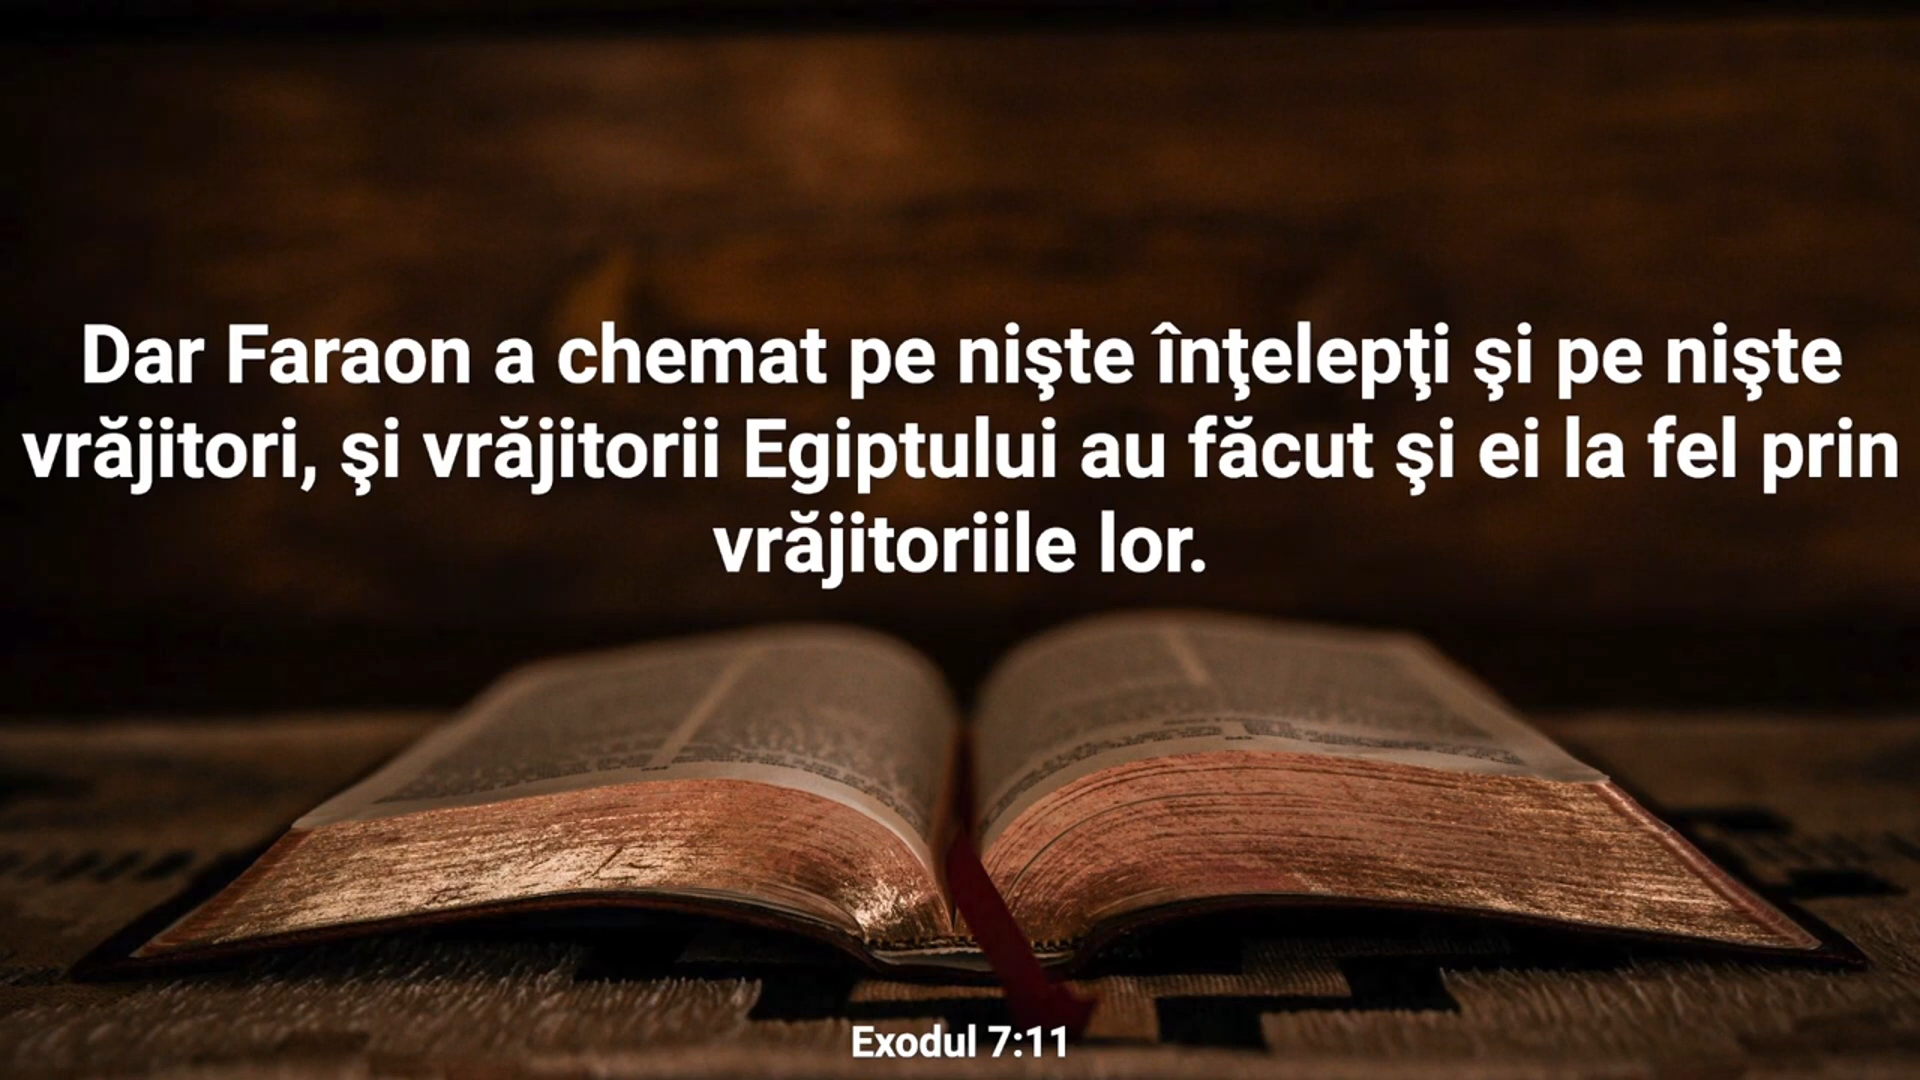 Dar Faraon a chemat pe nişte înţelepţi şi pe nişte
vrăjitori, şi vrăjitorii Egiptului au făcut şi ei la fel prin
vrăjitoriile lor.
Exodul 7:11